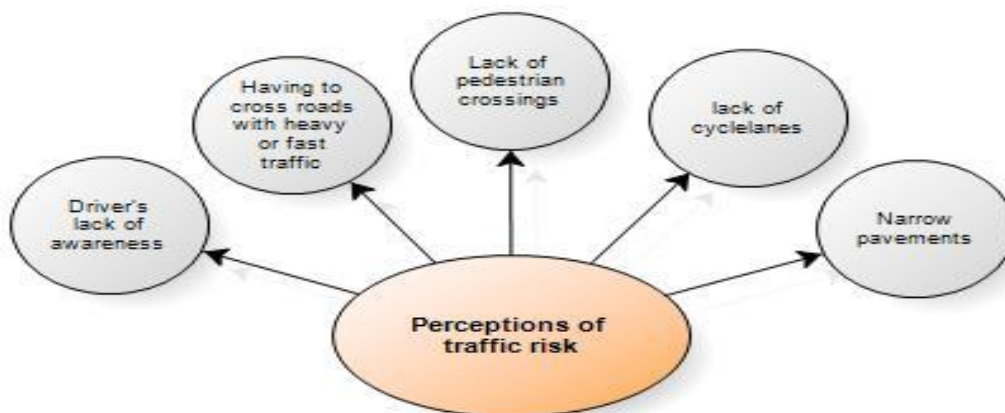 Lack of
pedestrian
crossings
Having to
cross roads
with heavy
or fast
traffic
lack of
cyclelanes
Driver's
lack of
awareness
Narrow
pavements
Perceptions of
traffic risk